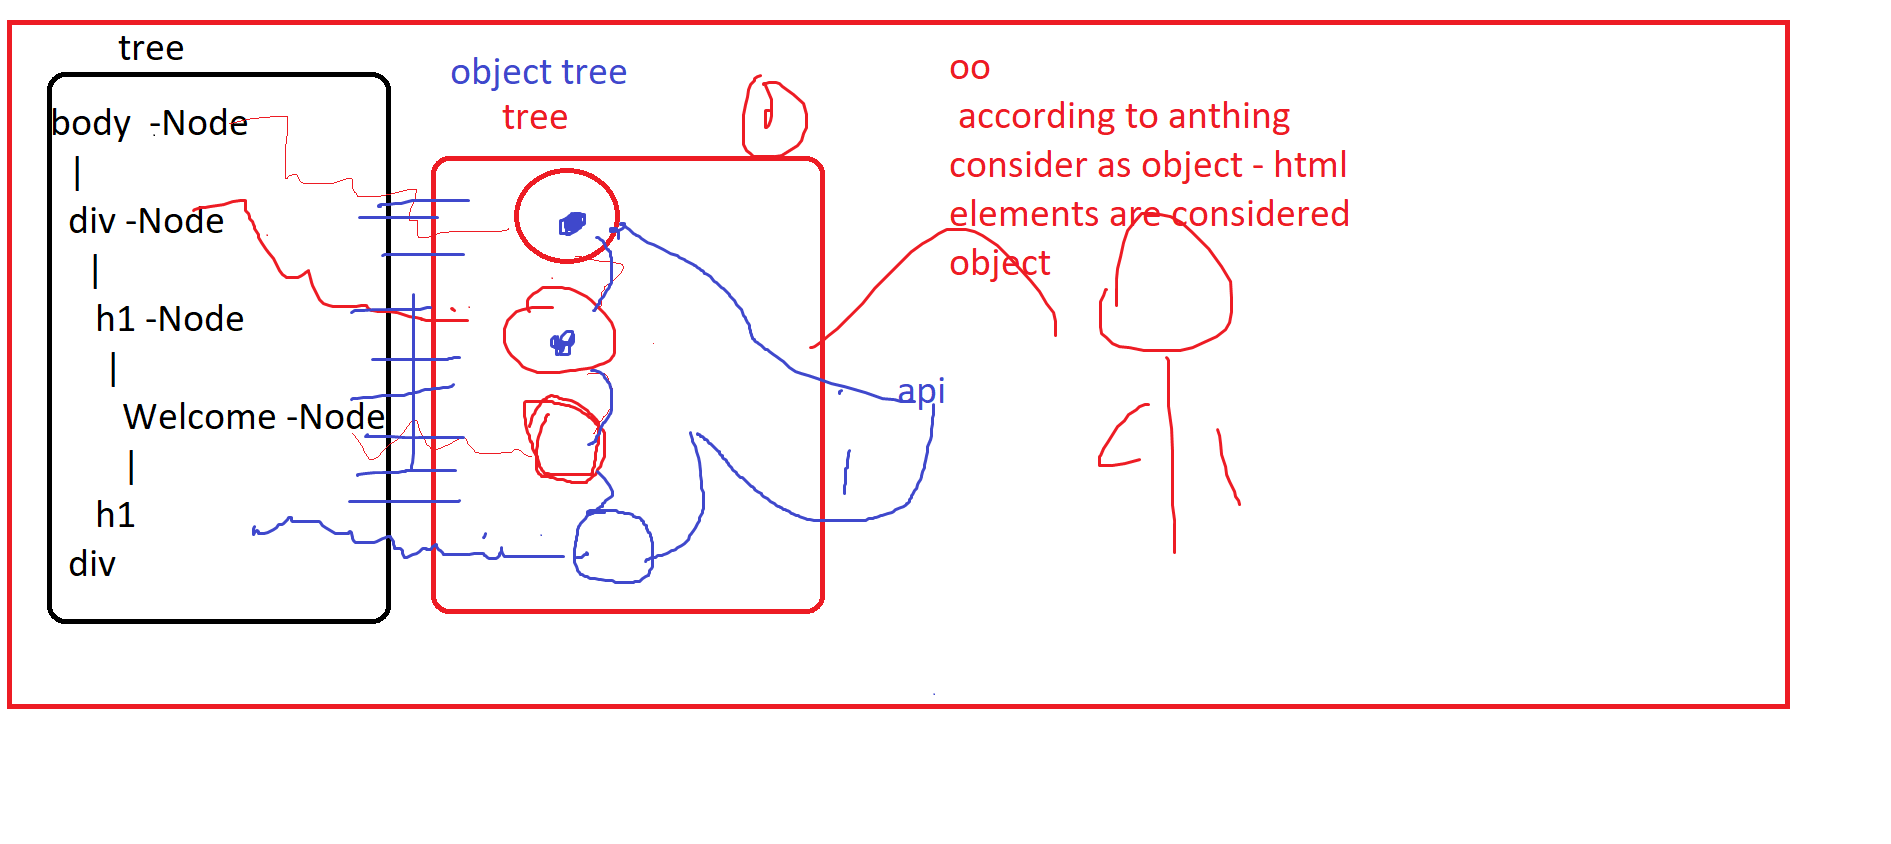 tree
body -Node
|
div -Node
|
h1 -Node
|
Welcome -Node
|
h1
div
object tree
tree
oo
according to anthing
consider as object - html
elements are considered
object
api